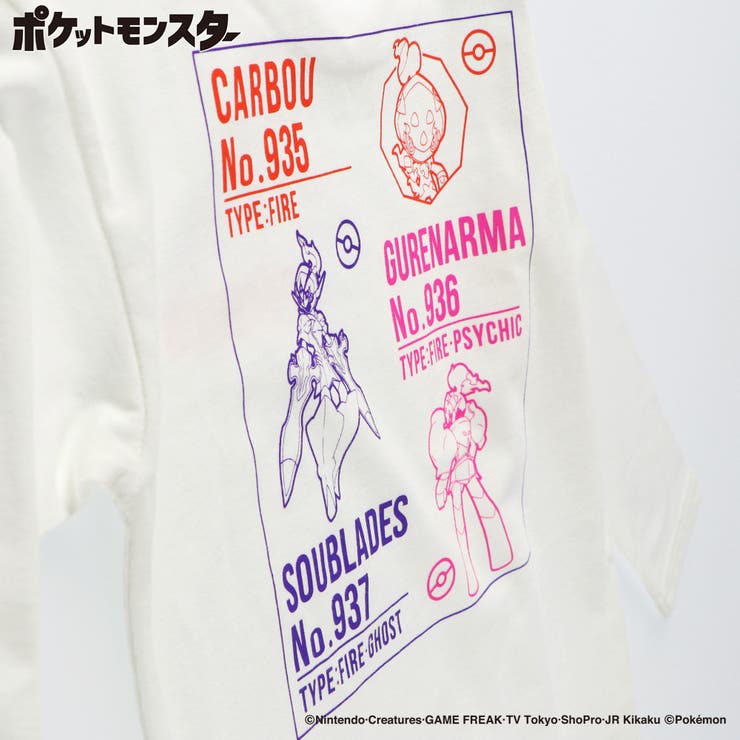 ポケットモンスター
CARBOU
No.935
TYPE:FIRE
GURENARMA
No.936
TYPE:FIRE·PSYCHIC
SOUBLADES
No.937
TYPE:FIRE·GHOST
©Nintendo·Creatures·GAME FREAK·TV Tokyo·ShoPro·JR Kikaku ©Pokémon